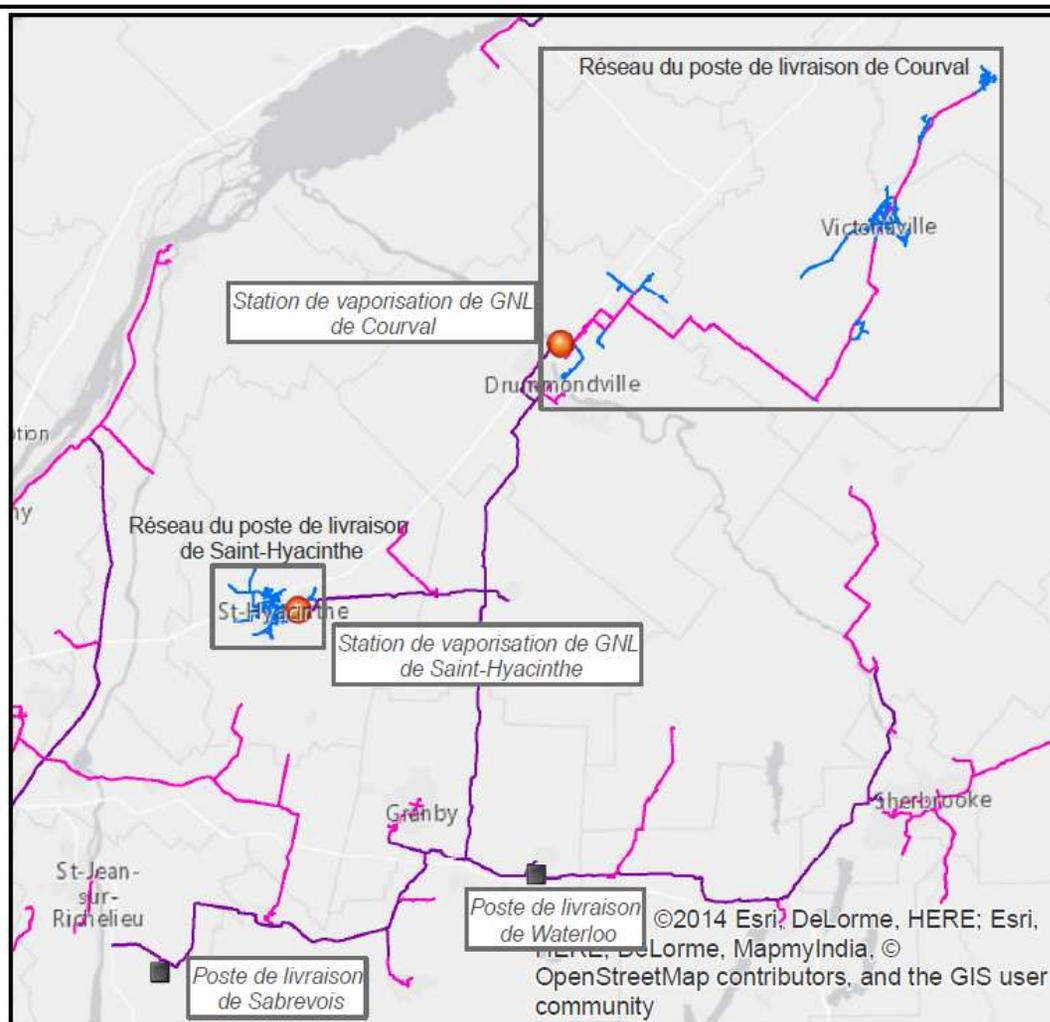 Réseau du poste de livraison de Courval
Victoriaville
Station de vaporisation de GNL
de Courval
Drummondville
tion
ny
Réseau du poste de livraison
de Saint-Hyacinthe
St-Hyacinthe
Station de vaporisation de GNL
de Saint-Hyacinthe
Granby
Sherbrooke
St-Jean-
sur-
Richelieu
Poste de livraison
de Waterloo
Poste de livraison
de Sabrevois
©2014 Esri, DeLorme, HERE; Esri,
HERE, DeLorme, MapmyIndia, ©
OpenStreetMap contributors, and the GIS user
community